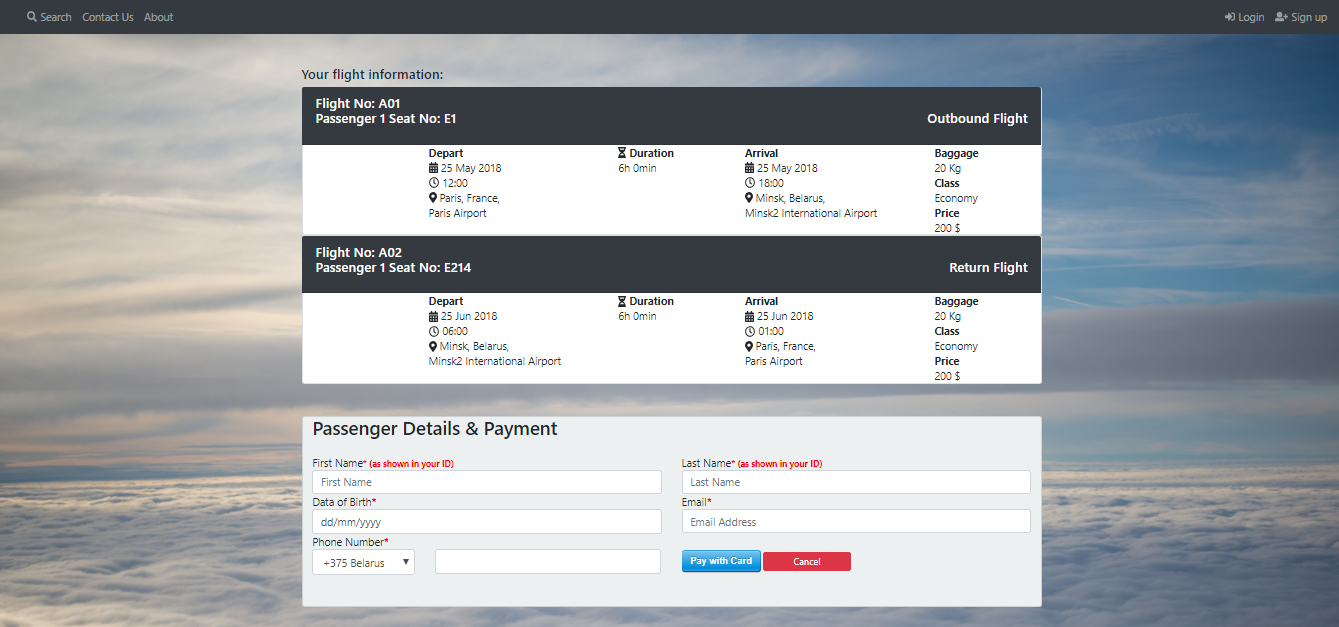 Search Contact Us About Login Sign up
Your flight information:
Flight No: A01
Passenger 1 Seat No: E1
Outbound Flight
Depart
25 May 2018
12:00
Paris, France,
Paris Airport
Duration
6h 0min
Arrival
25 May 2018
18:00
Minsk, Belarus,
Minsk2 International Airport
Baggage
20 Kg
Class
Economy
Price
200 $
Flight No: A02
Passenger 1 Seat No: E214
Return Flight
Depart
25 Jun 2018
06:00
Minsk, Belarus,
Minsk2 International Airport
Duration
6h 0min
Arrival
25 Jun 2018
01:00
Paris, France,
Paris Airport
Baggage
20 Kg
Class
Economy
Price
200 $
Passenger Details & Payment
First Name* (as shown in your ID)
First Name
Last Name* (as shown in your ID)
Last Name
Data of Birth*
dd/mm/yyyy
Email*
Email Address
Phone Number*
+375 Belarus
Pay with Card
Cancel